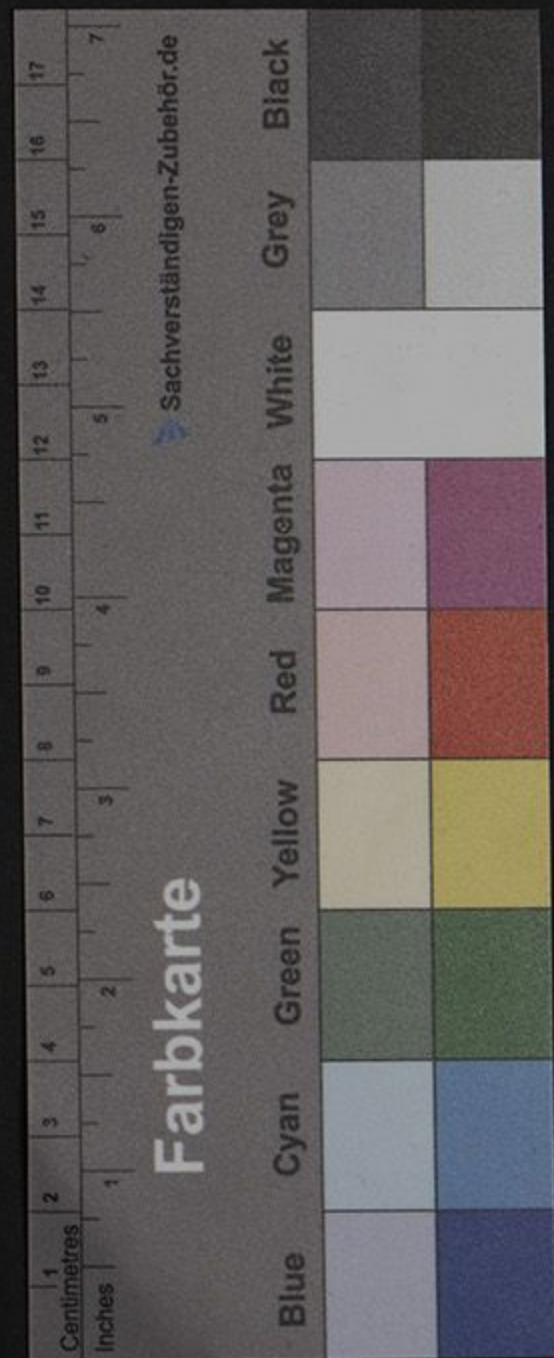 Farbkarte
Sachverständigen-Zubehör.de
Blue Cyan Green Yellow Red Magenta White Grey Black
Centimetres 1 2 3 4 5 6 7 8 9 10 11 12 13 14 15 16 17
Inches 1 2 3 4 5 6 7